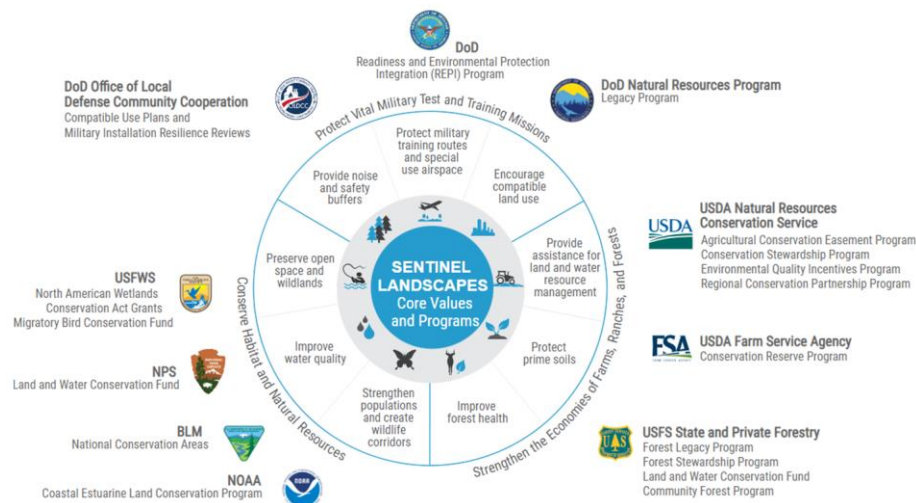 DoD
Readiness and Environmental Protection
Integration (REPI) Program
DoD Office of Local
Defense Community Cooperation
Compatible Use Plans and
Military Installation Resilience Reviews
DoD Natural Resources Program
Legacy Program
Protect Vital Military Test and Training Missions
Protect military
training routes
and special
use airspace
Provide noise
and safety
buffers
Encourage
compatible
land use
Preserve open
space and
wildlands
Provide
assistance for
land and water
resource
management
SENTINEL
LANDSCAPES
Core Values
and Programs
Improve
water quality
Protect
prime soils
Strengthen
populations
and create
wildlife
corridors
Improve
forest health
Conserve Habitat and Natural Resources
Strengthen the Economies of Farms, Ranches, and Forests
USDA
USDA Natural Resources
Conservation Service
Agricultural Conservation Easement Program
Conservation Stewardship Program
Environmental Quality Incentives Program
Regional Conservation Partnership Program
USFWS
North American Wetlands
Conservation Act Grants
Migratory Bird Conservation Fund
FSA
USDA Farm Service Agency
Conservation Reserve Program
NPS
Land and Water Conservation Fund
BLM
National Conservation Areas
UAS
USFS State and Private Forestry
Forest Legacy Program
Forest Stewardship Program
Land and Water Conservation Fund
Community Forest Program
NOAA
Coastal Estuarine Land Conservation Program
NOAA